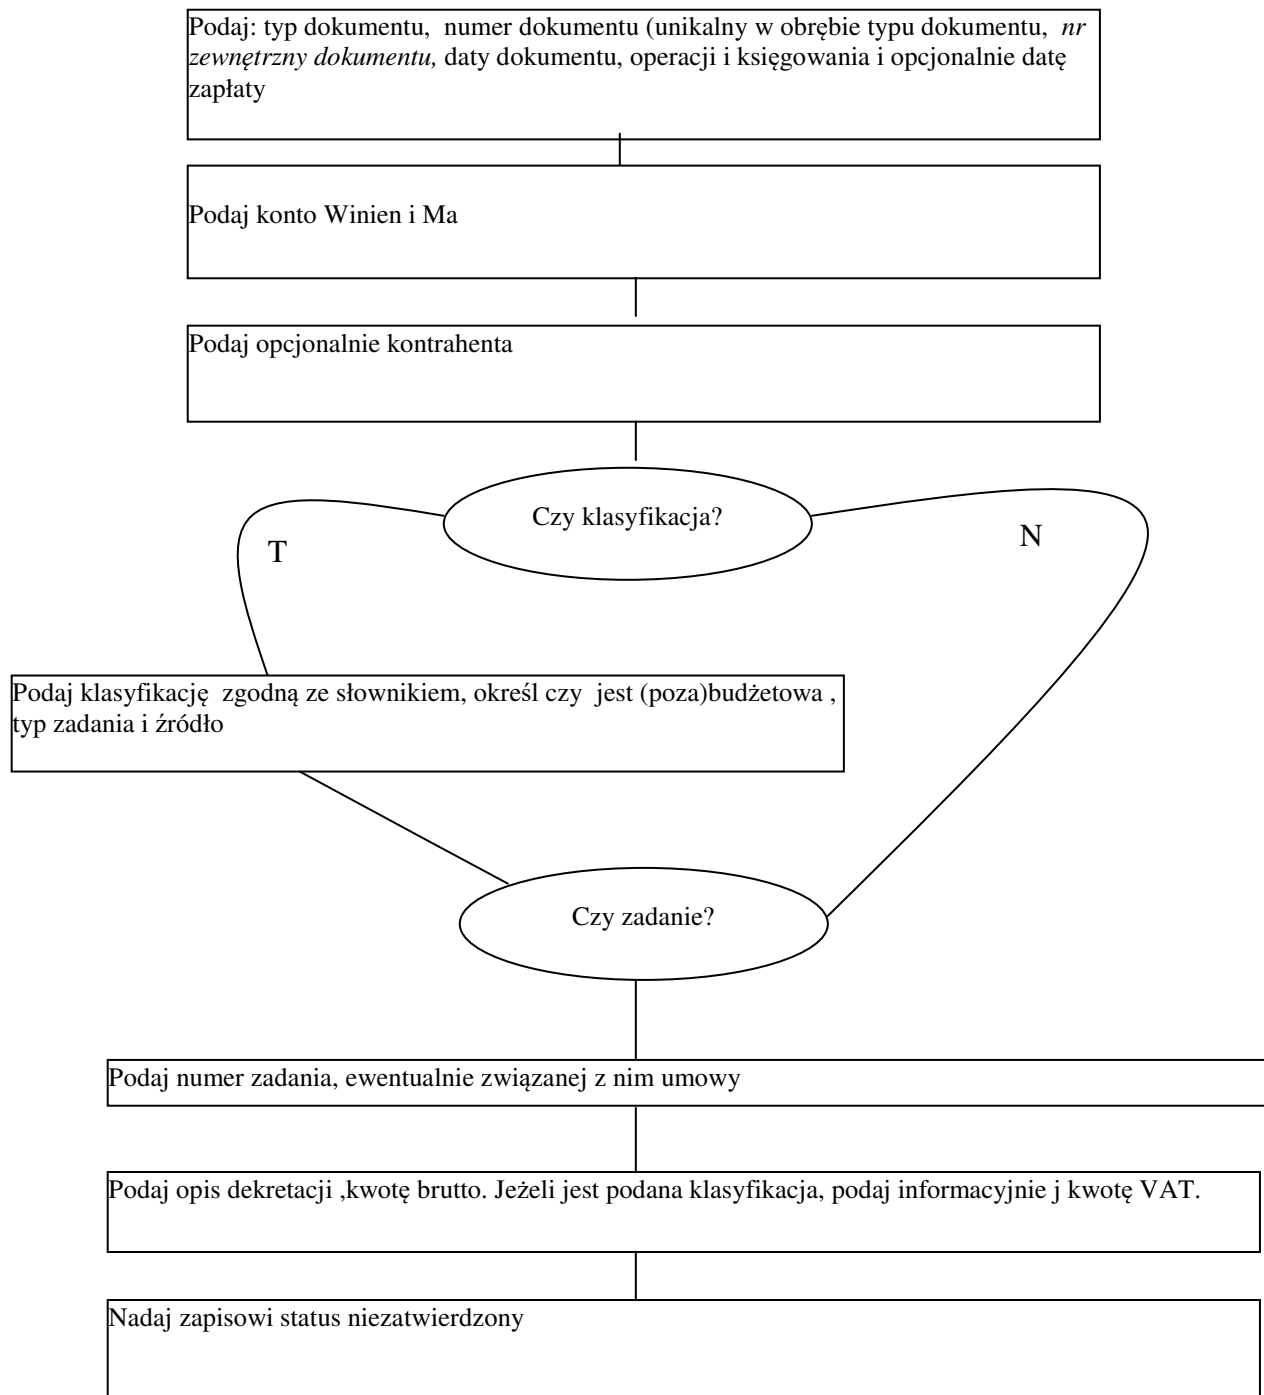 Podaj: typ dokumentu, numer dokumentu (unikalny w obrębie typu dokumentu, nr
zewnętrzny dokumentu, daty dokumentu, operacji i księgowania i opcjonalnie datę
zapłaty
Podaj konto Winien i Ma
Podaj opcjonalnie kontrahenta
Czy klasyfikacja?
T
N
Podaj klasyfikację zgodną ze słownikiem, określ czy jest (poza)budżetowa ,
typ zadania i źródło
Czy zadanie?
Podaj numer zadania, ewentualnie związanej z nim umowy
Podaj opis dekretacji ,kwotę brutto. Jeżeli jest podana klasyfikacja, podaj informacyjnie j kwotę VAT.
Nadaj zapisowi status niezatwierdzony